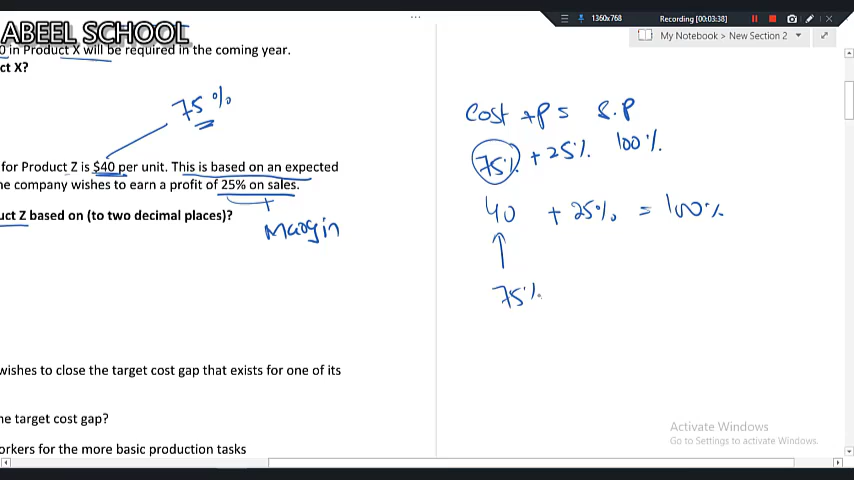 1360x768
Recording [00:03:38]
ABEEL SCHOOL
My Notebook > New Section 2
0 in Product X will be required in the coming year.
ct X?
75%
Cost + P = S.P
75% + 25% 100%
for Product Z is $40 per unit. This is based on an expected
ne company wishes to earn a profit of 25% on sales.
uct Z based on (to two decimal places)?
Margin
40 + 25% = 100%
75%
wishes to close the target cost gap that exists for one of its
ne target cost gap?
orkers for the more basic production tasks
Activate Windows
Go to Settings to activate Windows.